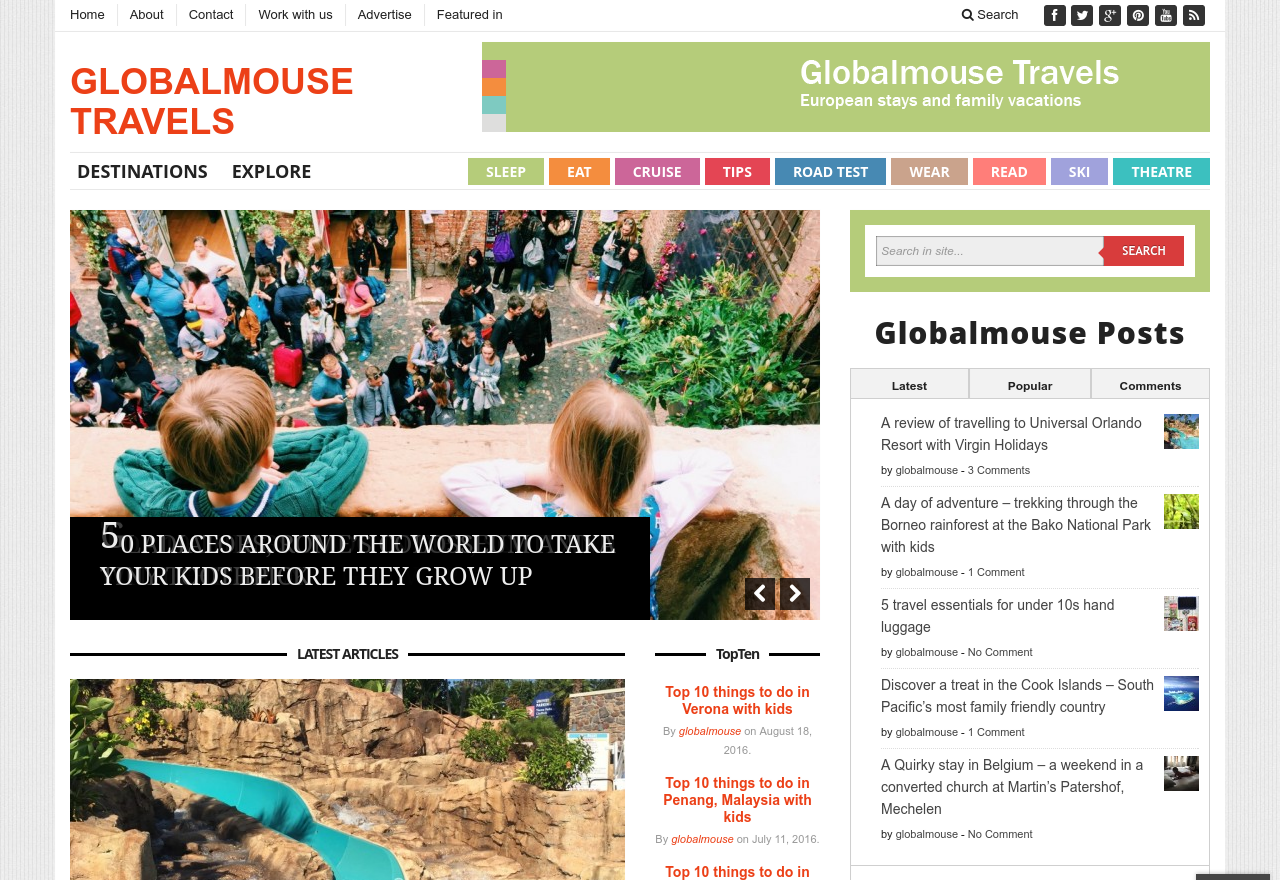 Home
About
Contact
Work with us
Advertise
Featured in
Search
GLOBALMOUSE
TRAVELS
Globalmouse Travels
European stays and family vacations
DESTINATIONS
EXPLORE
SLEEP
EAT
CRUISE
TIPS
ROAD TEST
WEAR
READ
SKI
THEATRE
50 PLACES AROUND THE WORLD TO TAKE
YOUR KIDS BEFORE THEY GROW UP
LATEST ARTICLES
TopTen
Top 10 things to do in
Verona with kids
By globalmouse on August 18,
2016.
Top 10 things to do in
Penang, Malaysia with
kids
By globalmouse on July 11, 2016.
Top 10 things to do in
Search in site...
SEARCH
Globalmouse Posts
Latest
Popular
Comments
A review of travelling to Universal Orlando
Resort with Virgin Holidays
by globalmouse - 3 Comments
A day of adventure – trekking through the
Borneo rainforest at the Bako National Park
with kids
by globalmouse - 1 Comment
5 travel essentials for under 10s hand
luggage
by globalmouse - No Comment
Discover a treat in the Cook Islands – South
Pacific's most family friendly country
by globalmouse - 1 Comment
A Quirky stay in Belgium – a weekend in a
converted church at Martin's Patershof,
Mechelen
by globalmouse - No Comment